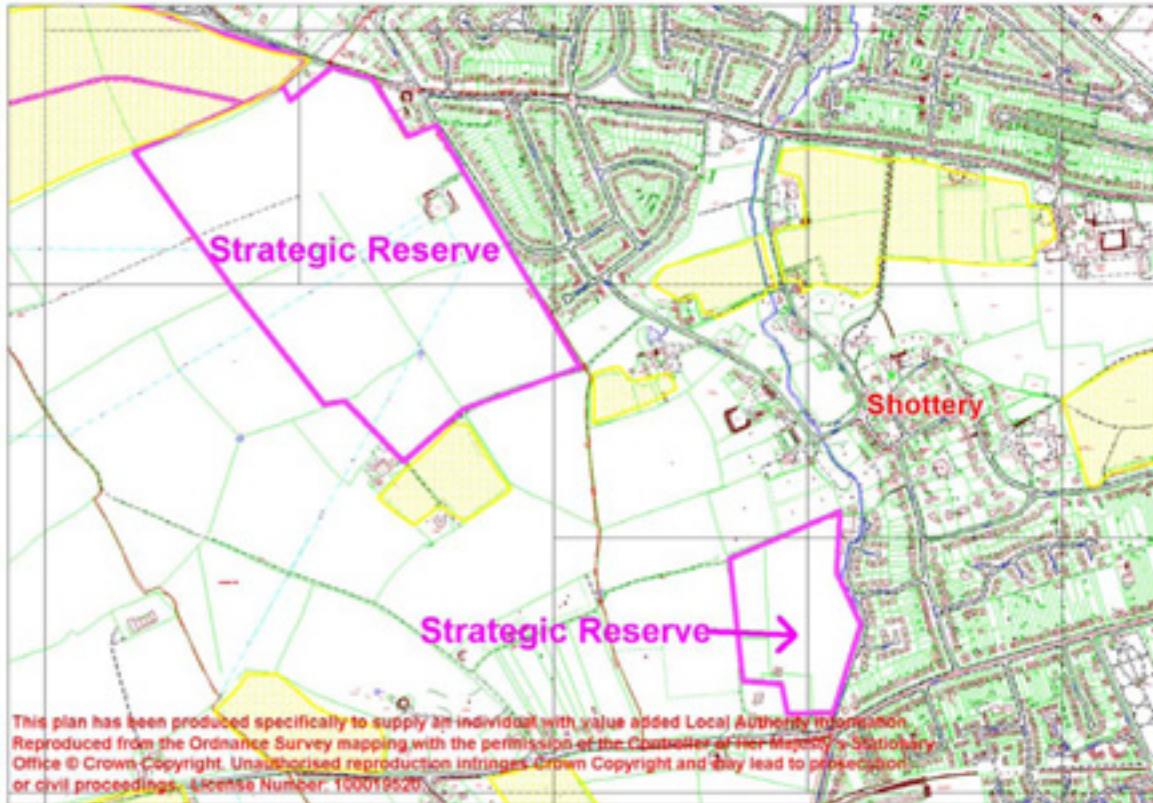 Strategic Reserve
Shottery
Strategic Reserve
This plan has been produced specifically to supply an individual with value added Local Authority information.
Reproduced from the Ordnance Survey mapping with the permission of the Controller of Her Majesty's Stationary
Office © Crown Copyright. Unauthorised reproduction infringes Crown Copyright and may lead to prosecution
or civil proceedings. License Number: 100019520